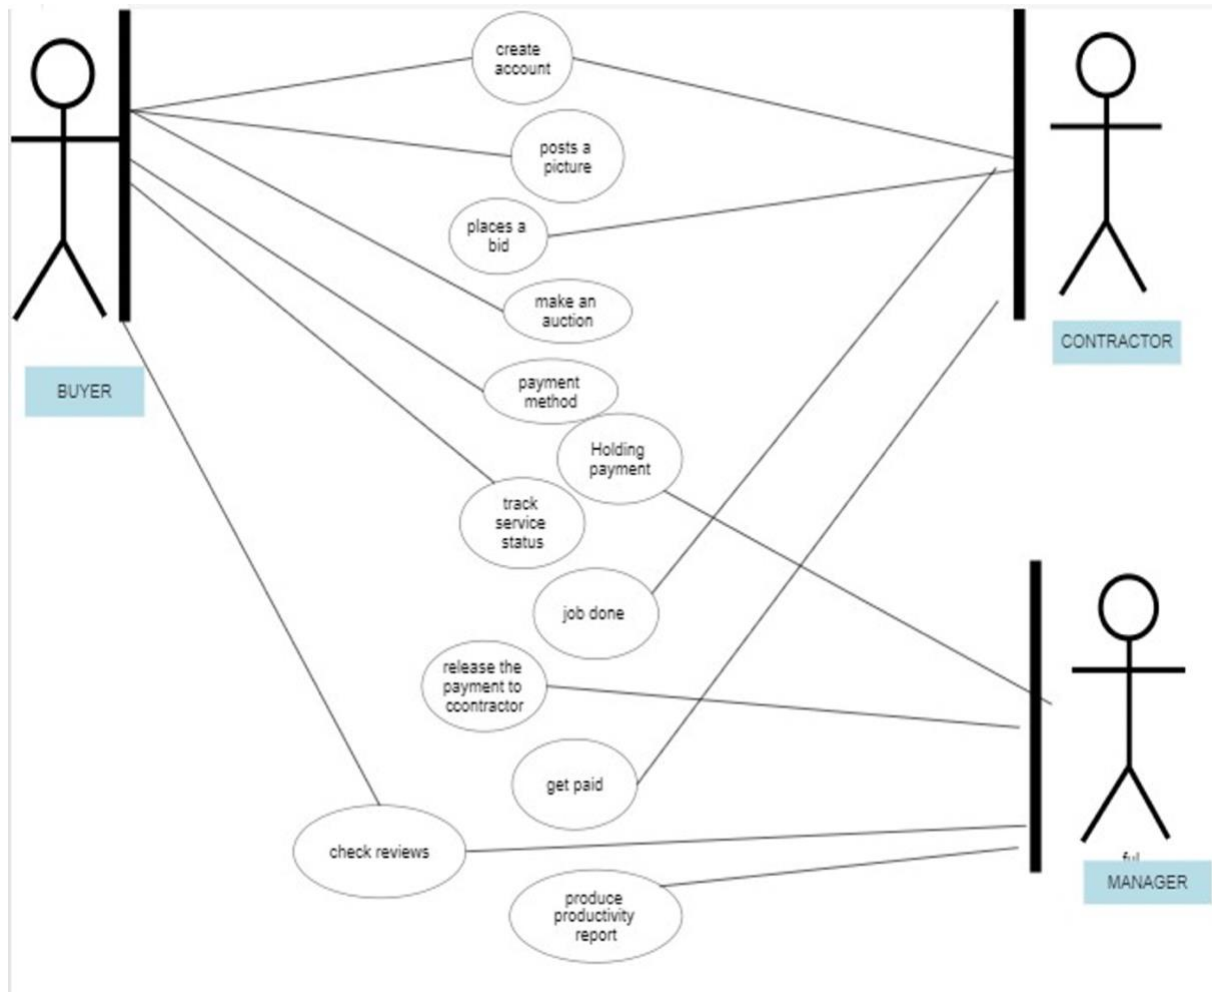 create
account
posts a
picture
places a
bid
make an
auction
CONTRACTOR
payment
method
BUYER
Holding
payment
track
service
status
job done
release the
payment to
ccontractor
get paid
check reviews
MANAGER
produce
productivity
report